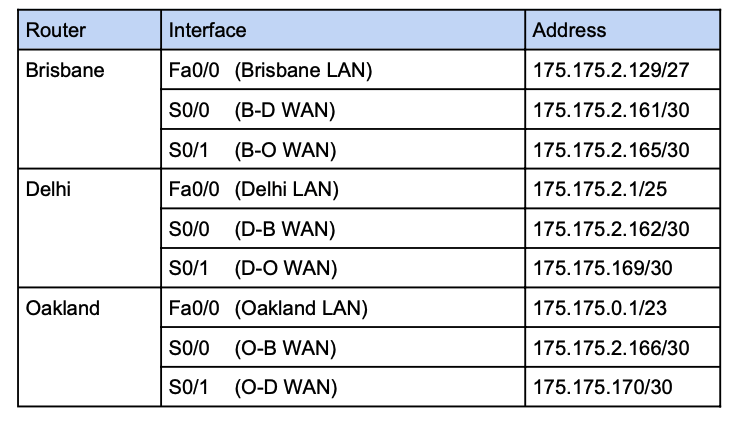 Router Interface Address
Brisbane Fa0/0 (Brisbane LAN) 175.175.2.129/27
S0/0 (B-D WAN) 175.175.2.161/30
S0/1 (B-O WAN) 175.175.2.165/30
Delhi Fa0/0 (Delhi LAN) 175.175.2.1/25
S0/0 (D-B WAN) 175.175.2.162/30
S0/1 (D-O WAN) 175.175.169/30
Oakland Fa0/0 (Oakland LAN) 175.175.0.1/23
S0/0 (O-B WAN) 175.175.2.166/30
S0/1 (O-D WAN) 175.175.170/30